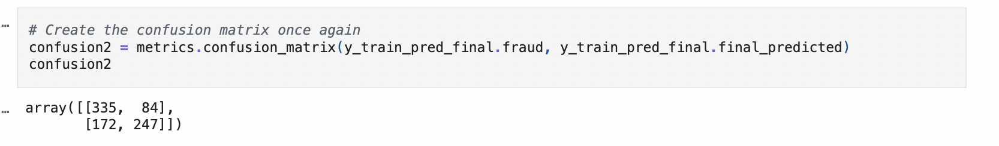 # Create the confusion matrix once again
confusion2 = metrics.confusion_matrix(y_train_pred_final.fraud, y_train_pred_final.final_predicted)
confusion2
array([[335,  84],
       [172, 247]])